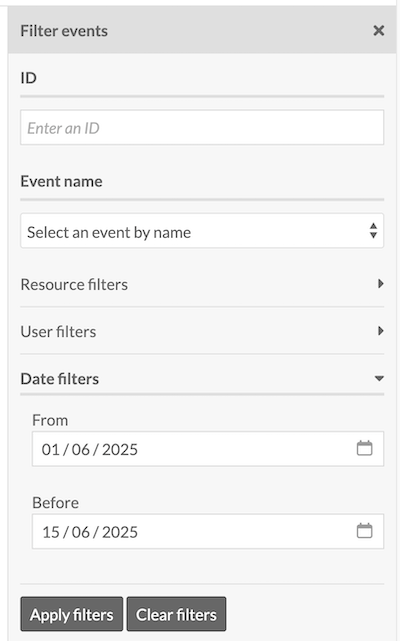 Filter events
ID
Enter an ID
Event name
Select an event by name
Resource filters
User filters
Date filters
From
01 / 06 / 2025
Before
15 / 06 / 2025
Apply filters Clear filters